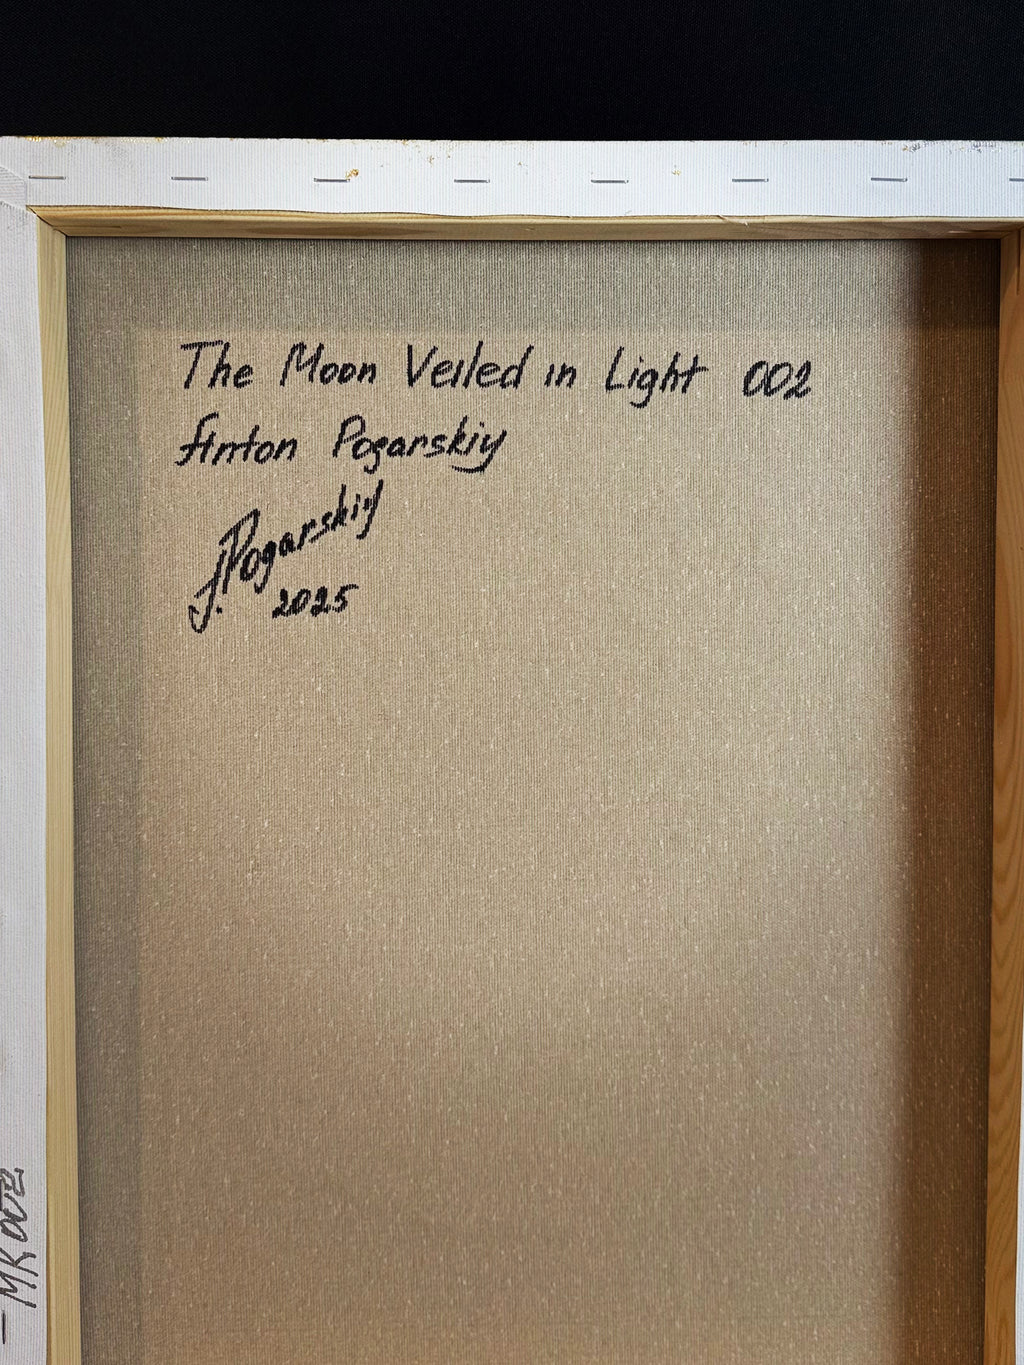 The Moon Veiled in Light 002
Anton Pogarskiy
A.Pogarskiy
2025
MK 002